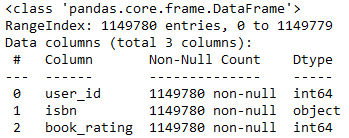 <class 'pandas.core.frame.DataFrame'>
RangeIndex: 1149780 entries, 0 to 1149779
Data columns (total 3 columns):
 #   Column       Non-Null Count    Dtype
---  ------       --------------    -----
 0   user_id      1149780 non-null  int64
 1   isbn         1149780 non-null  object
 2   book_rating  1149780 non-null  int64